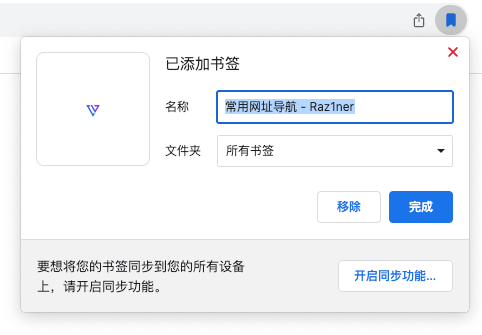 已添加书签
名称
常用网址导航 - Raz1ner
文件夹
所有书签
移除
完成
要想将您的书签同步到您的所有设备
上，请开启同步功能。
开启同步功能...